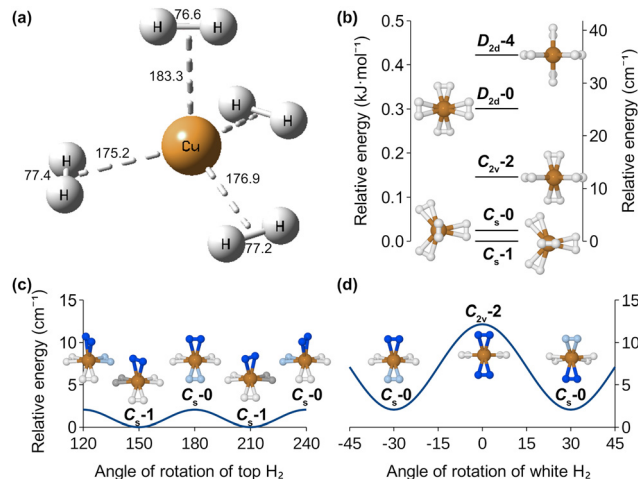 (a)
H
76.6
H
183.3
H
H
Cu
H
H
77.4
175.2
176.9
H
H
77.2
(b)
Relative energy (kJ·mol⁻¹)
0.5
0.4
0.3
0.2
0.1
0.0
D2d-4
D2d-0
C2v-2
Cs-0
Cs-1
40
30
20
10
0
Relative energy (cm⁻¹)
(c)
Relative energy (cm⁻¹)
15
10
5
0
Cs-1
Cs-0
Cs-1
Cs-0
120 150 180 210 240
Angle of rotation of top H2
(d)
C2v-2
Cs-0
Cs-0
15
10
5
0
-45 -30 -15 0 15 30 45
Angle of rotation of white H2